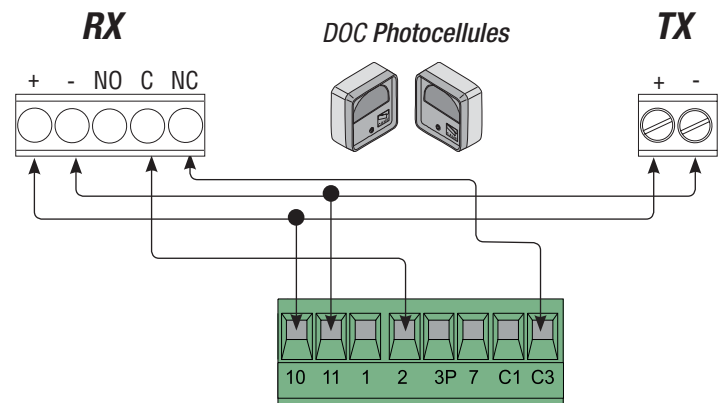 RX
DOC Photocellules
TX
+ - NO C NC
+ -
10 11 1 2 3P 7 C1 C3